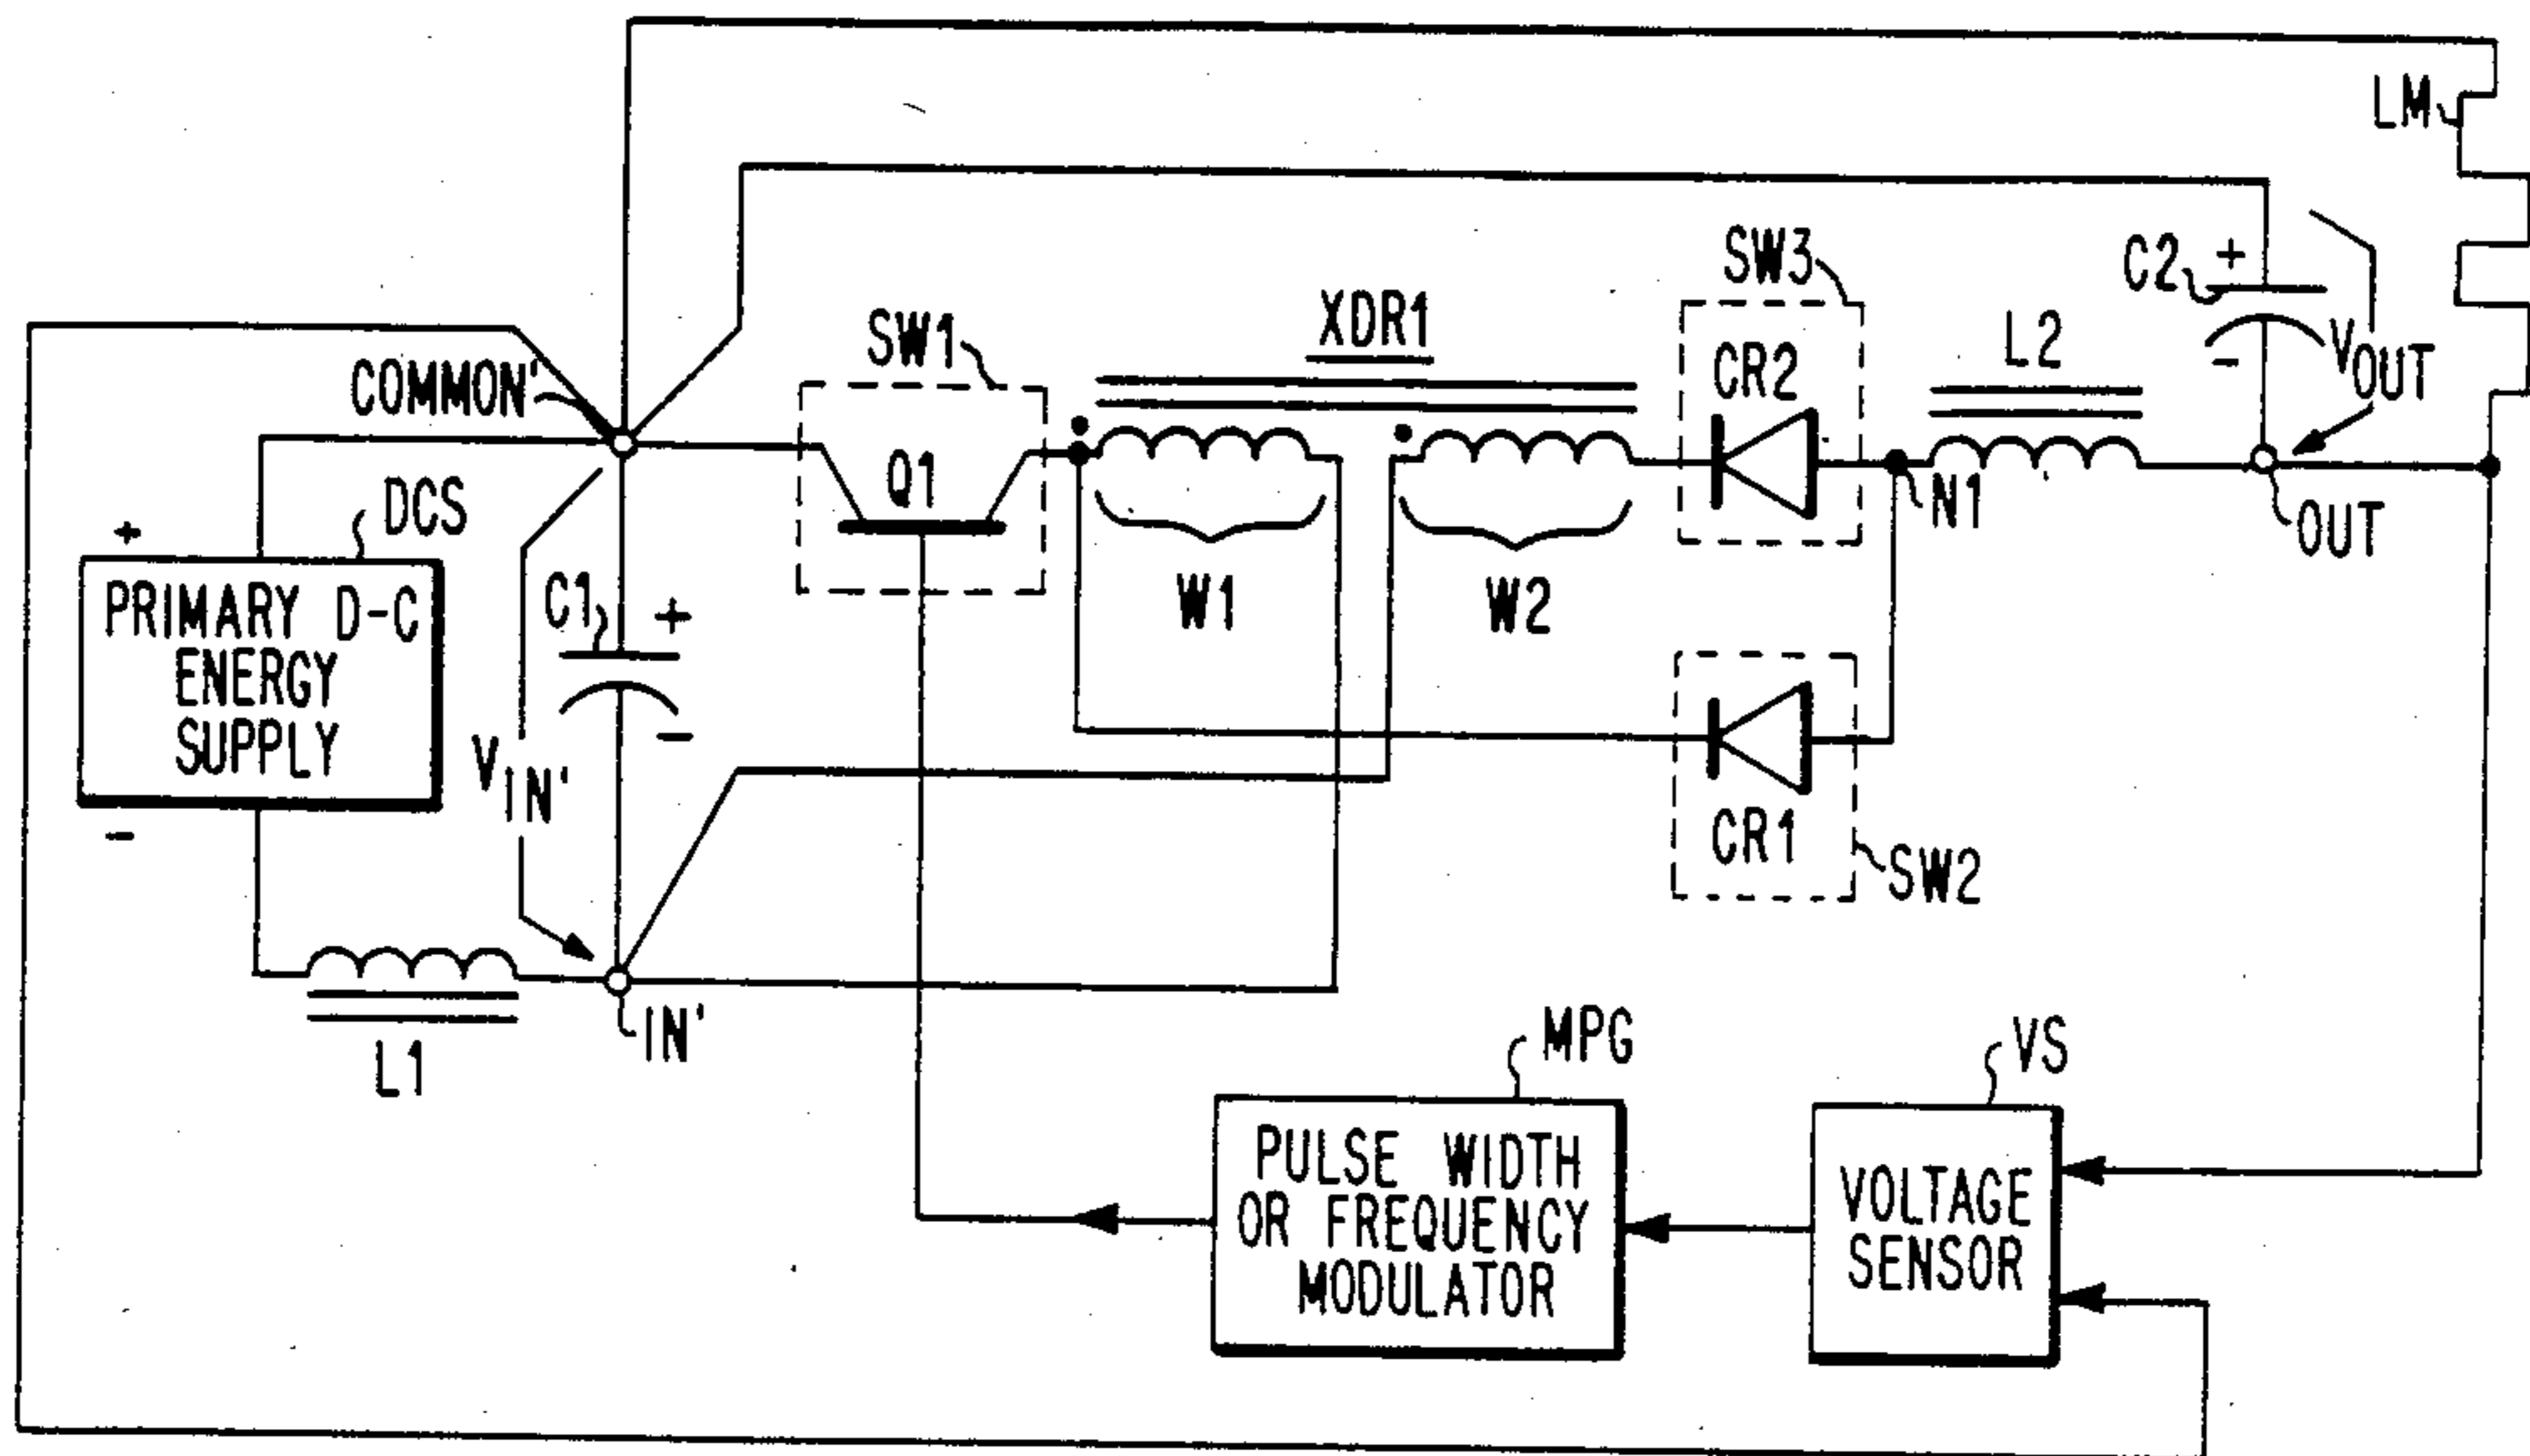 LM
SW3
C2
+
XDR1
SW1
L2
CR2
V OUT
-
COMMON'
Q1
N1
DCS
+
OUT
C1
+
W1
W2
PRIMARY D-C
ENERGY
SUPPLY
-
V IN'
CR1
-
SW2
IN'
MPG
VS
L1
PULSE WIDTH
OR FREQUENCY
MODULATOR
VOLTAGE
SENSOR